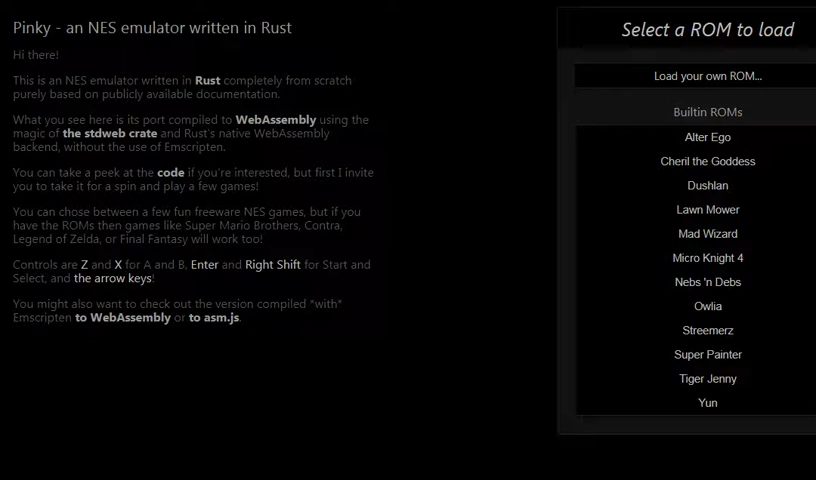 Pinky - an NES emulator written in Rust
Hi there!
This is an NES emulator written in Rust completely from scratch
purely based on publicly available documentation.
What you see here is its port compiled to WebAssembly using the
magic of the stdweb crate and Rust's native WebAssembly
backend, without the use of Emscripten.
You can take a peek at the code if you're interested, but first I invite
you to take it for a spin and play a few games!
You can chose between a few fun freeware NES games, but if you
have the ROMs then games like Super Mario Brothers, Contra,
Legend of Zelda, or Final Fantasy will work too!
Controls are Z and X for A and B, Enter and Right Shift for Start and
Select, and the arrow keys!
You might also want to check out the version compiled *with*
Emscripten to WebAssembly or to asm.js.
Select a ROM to load
Load your own ROM...
Builtin ROMs
Alter Ego
Cheril the Goddess
Dushlan
Lawn Mower
Mad Wizard
Micro Knight 4
Nebs 'n Debs
Owlia
Streemerz
Super Painter
Tiger Jenny
Yun